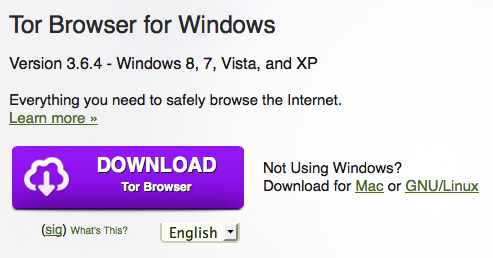 Tor Browser for Windows
Version 3.6.4 - Windows 8, 7, Vista, and XP
Everything you need to safely browse the Internet.
Learn more »
DOWNLOAD
Tor Browser
Not Using Windows?
Download for Mac or GNU/Linux
(sig) What's This?
English